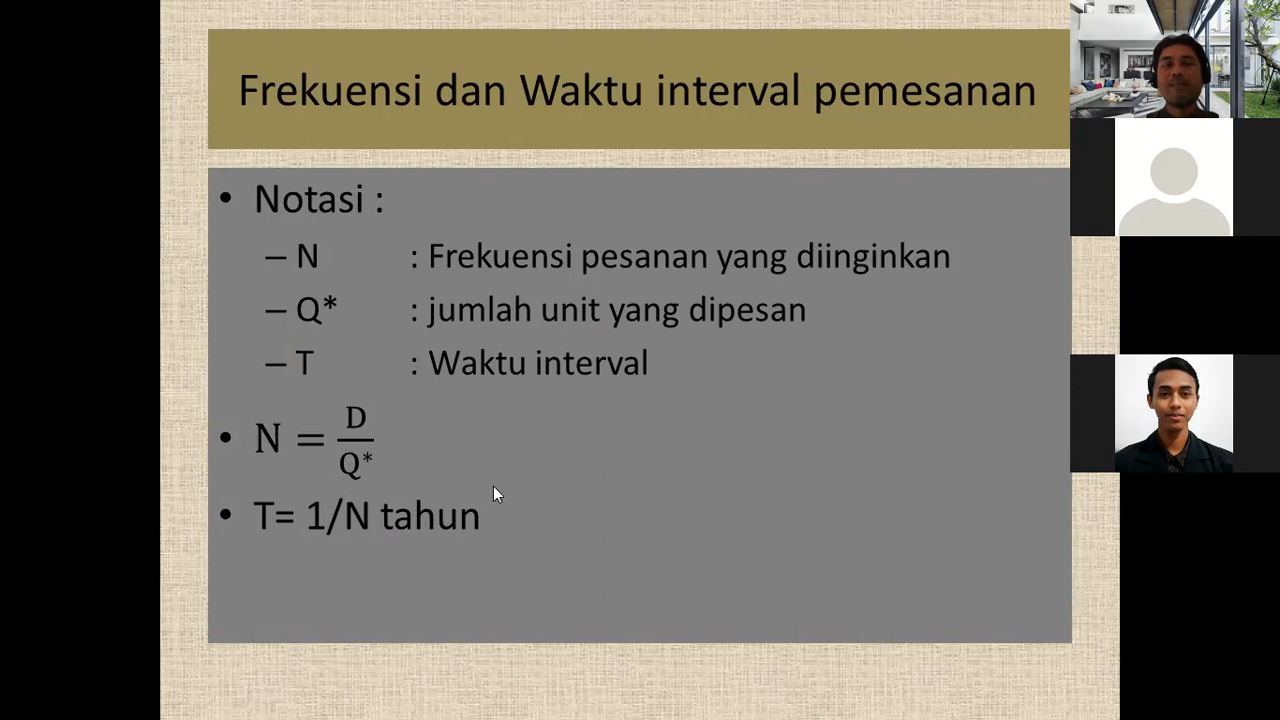 Frekuensi dan Waktu interval pemesanan
• Notasi :
– N : Frekuensi pesanan yang diinginkan
– Q* : jumlah unit yang dipesan
– T : Waktu interval
• N = D/Q*
• T= 1/N tahun